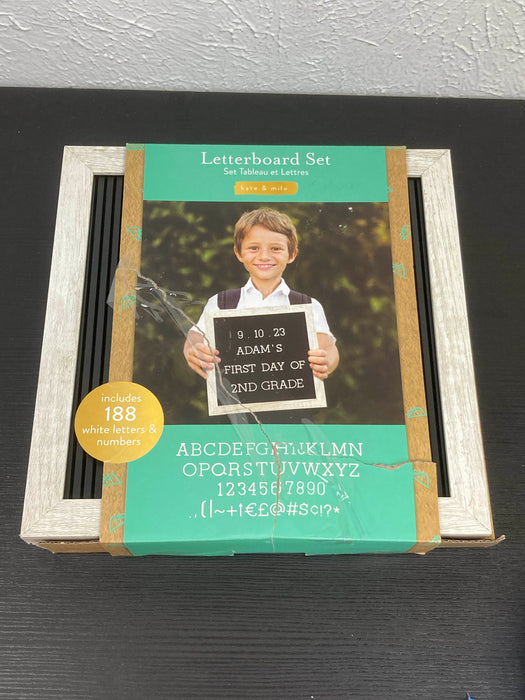 Letterboard Set
Set Tableau et Lettres
kate & milo
9.10.23
ADAM'S
FIRST DAY OF
2ND GRADE
includes
188
white letters &
numbers
ABCDEFGHIJKLMN
OPQRSTUVWXYZ
1234567890
.,(|~+!€£@#$¢!?*